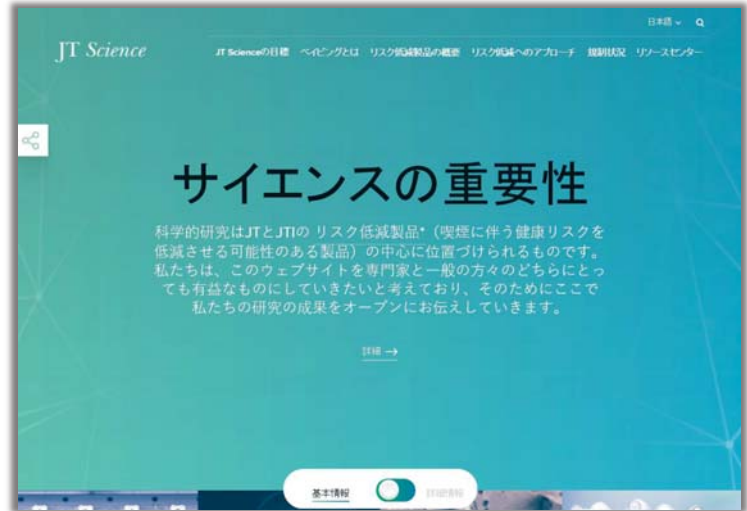 日本語
JT Science
JT Scienceの目標 ベイピングとは リスク低減製品の概要 リスク低減へのアプローチ 規制状況 リソースセンター
サイエンスの重要性
科学的研究はJTとJTIの リスク低減製品*（喫煙に伴う健康リスクを
低減させる可能性のある製品）の中心に位置づけられるものです。
私たちは、このウェブサイトを専門家と一般の方々のどちらにとっ
ても有益なものにしていきたいと考えており、そのためにここで
私たちの研究の成果をオープンにお伝えしていきます。
詳細 →
基本情報